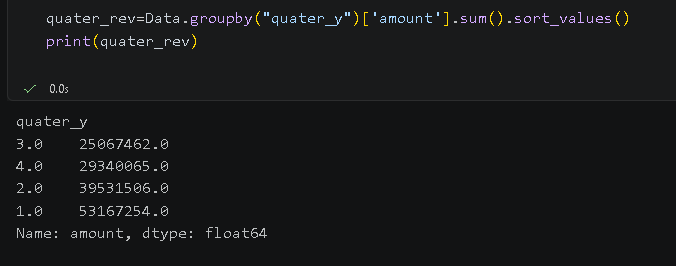 quater_rev=Data.groupby("quater_y")['amount'].sum().sort_values()
print(quater_rev)
0.0s
quater_y
3.0    25067462.0
4.0    29340065.0
2.0    39531506.0
1.0    53167254.0
Name: amount, dtype: float64